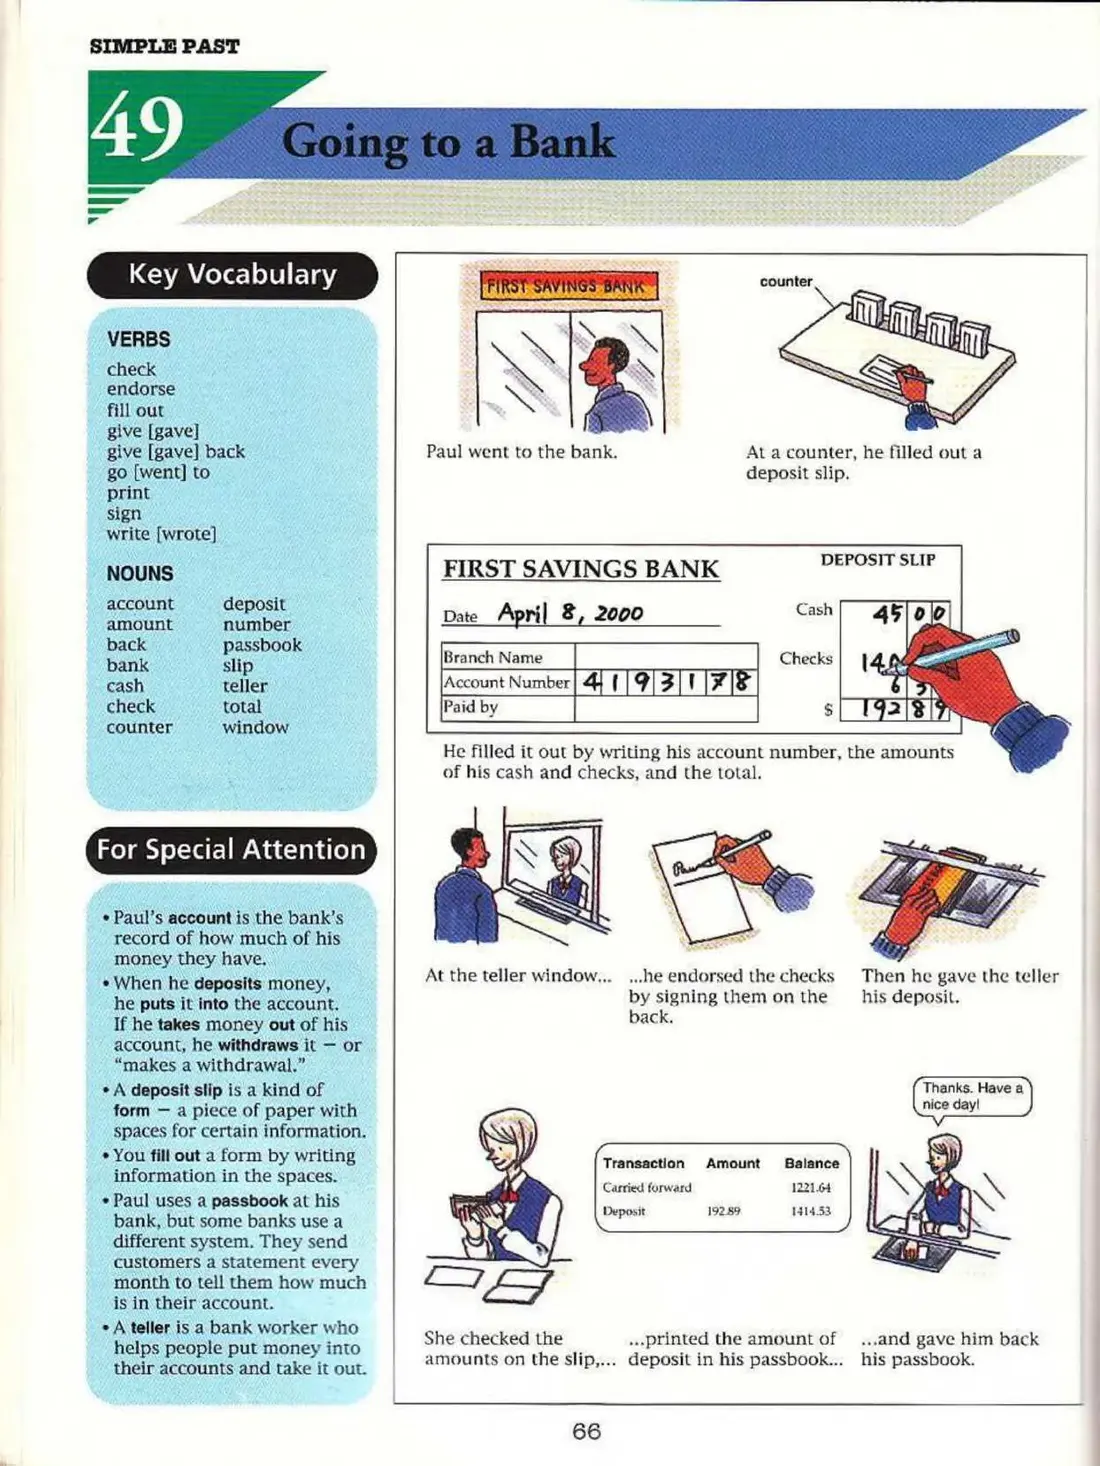 SIMPLE PAST
49
Going to a Bank
Key Vocabulary
VERBS
check
endorse
fill out
give [gave]
give [gave] back
go [went] to
print
sign
write [wrote]
NOUNS
account deposit
amount number
back passbook
bank slip
cash teller
check total
counter window
For Special Attention
• Paul's account is the bank's
record of how much of his
money they have.
• When he deposits money,
he puts it into the account.
If he takes money out of his
account, he withdraws it — or
"makes a withdrawal."
• A deposit slip is a kind of
form — a piece of paper with
spaces for certain information.
• You fill out a form by writing
information in the spaces.
• Paul uses a passbook at his
bank, but some banks use a
different system. They send
customers a statement every
month to tell them how much
is in their account.
• A teller is a bank worker who
helps people put money into
their accounts and take it out.
FIRST SAVINGS BANK
counter
Paul went to the bank.
At a counter, he filled out a
deposit slip.
FIRST SAVINGS BANK
DEPOSIT SLIP
Date April 8, 2000
Cash 45 00
Branch Name
Checks
Account Number 4 1 9 3 1 7 8
Paid by
$ 192 89
He filled it out by writing his account number, the amounts
of his cash and checks, and the total.
At the teller window...
...he endorsed the checks
by signing them on the
back.
Then he gave the teller
his deposit.
Thanks. Have a
nice day!
Transaction Amount Balance
Carried forward 1221.64
Deposit 192.89 1414.53
She checked the
amounts on the slip,...
...printed the amount of
deposit in his passbook...
...and gave him back
his passbook.
66